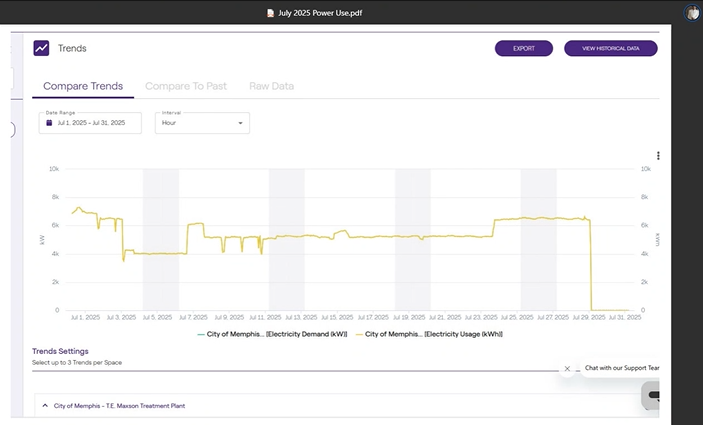 July 2025 Power Use.pdf
Trends
EXPORT
VIEW HISTORICAL DATA
Compare Trends
Compare To Past
Raw Data
Date Range
Jul 1, 2025 - Jul 31, 2025
Interval
Hour
10k
8k
6k
4k
2k
0
kW
10k
8k
6k
4k
2k
0
kWh
Jul 1, 2025 Jul 3, 2025 Jul 5, 2025 Jul 7, 2025 Jul 9, 2025 Jul 11, 2025 Jul 13, 2025 Jul 15, 2025 Jul 17, 2025 Jul 19, 2025 Jul 21, 2025 Jul 23, 2025 Jul 25, 2025 Jul 27, 2025 Jul 29, 2025 Jul 31, 2025
City of Memphis... [Electricity Demand (kW)] City of Memphis... [Electricity Usage (kWh)]
Trends Settings
Select up to 3 Trends per Space
Chat with our Support Tear
City of Memphis - T.E. Maxson Treatment Plant